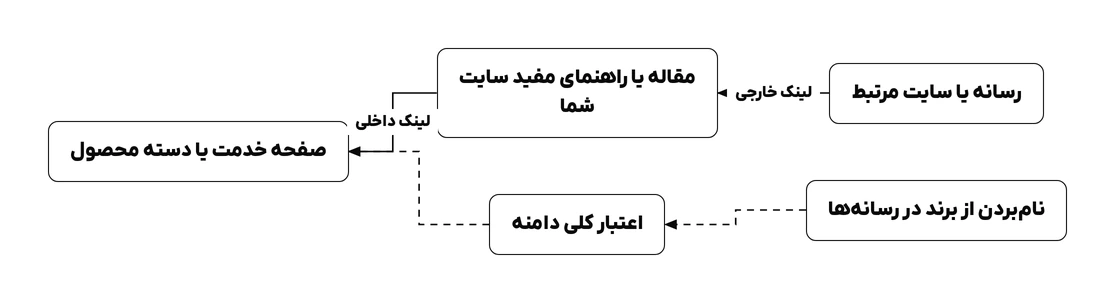 رسانه یا سایت مرتبط
لینک خارجی
مقاله یا راهنمای مفید سایت
شما
لینک داخلی
صفحه خدمت یا دسته محصول
نام‌بردن از برند در رسانه‌ها
اعتبار کلی دامنه